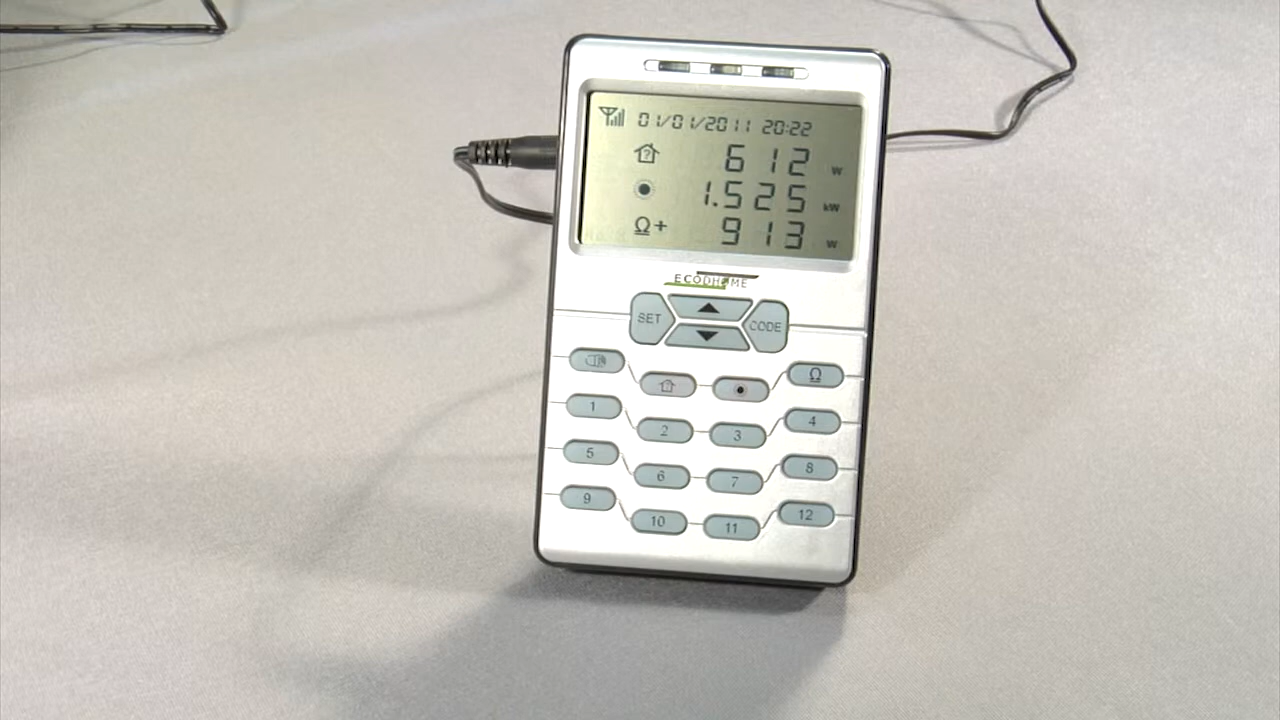 01/01/2011 20:22
612 W
1.525 kW
Ω+ 913 W
ECODHOME
SET
CODE
Ω
1
2
3
4
5
6
7
8
9
10
11
12